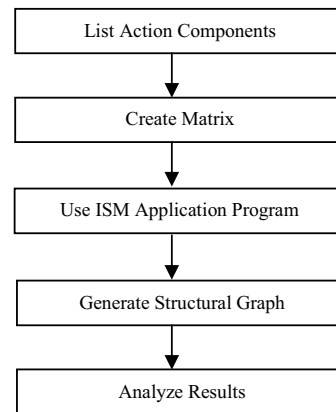 List Action Components
Create Matrix
Use ISM Application Program
Generate Structural Graph
Analyze Results